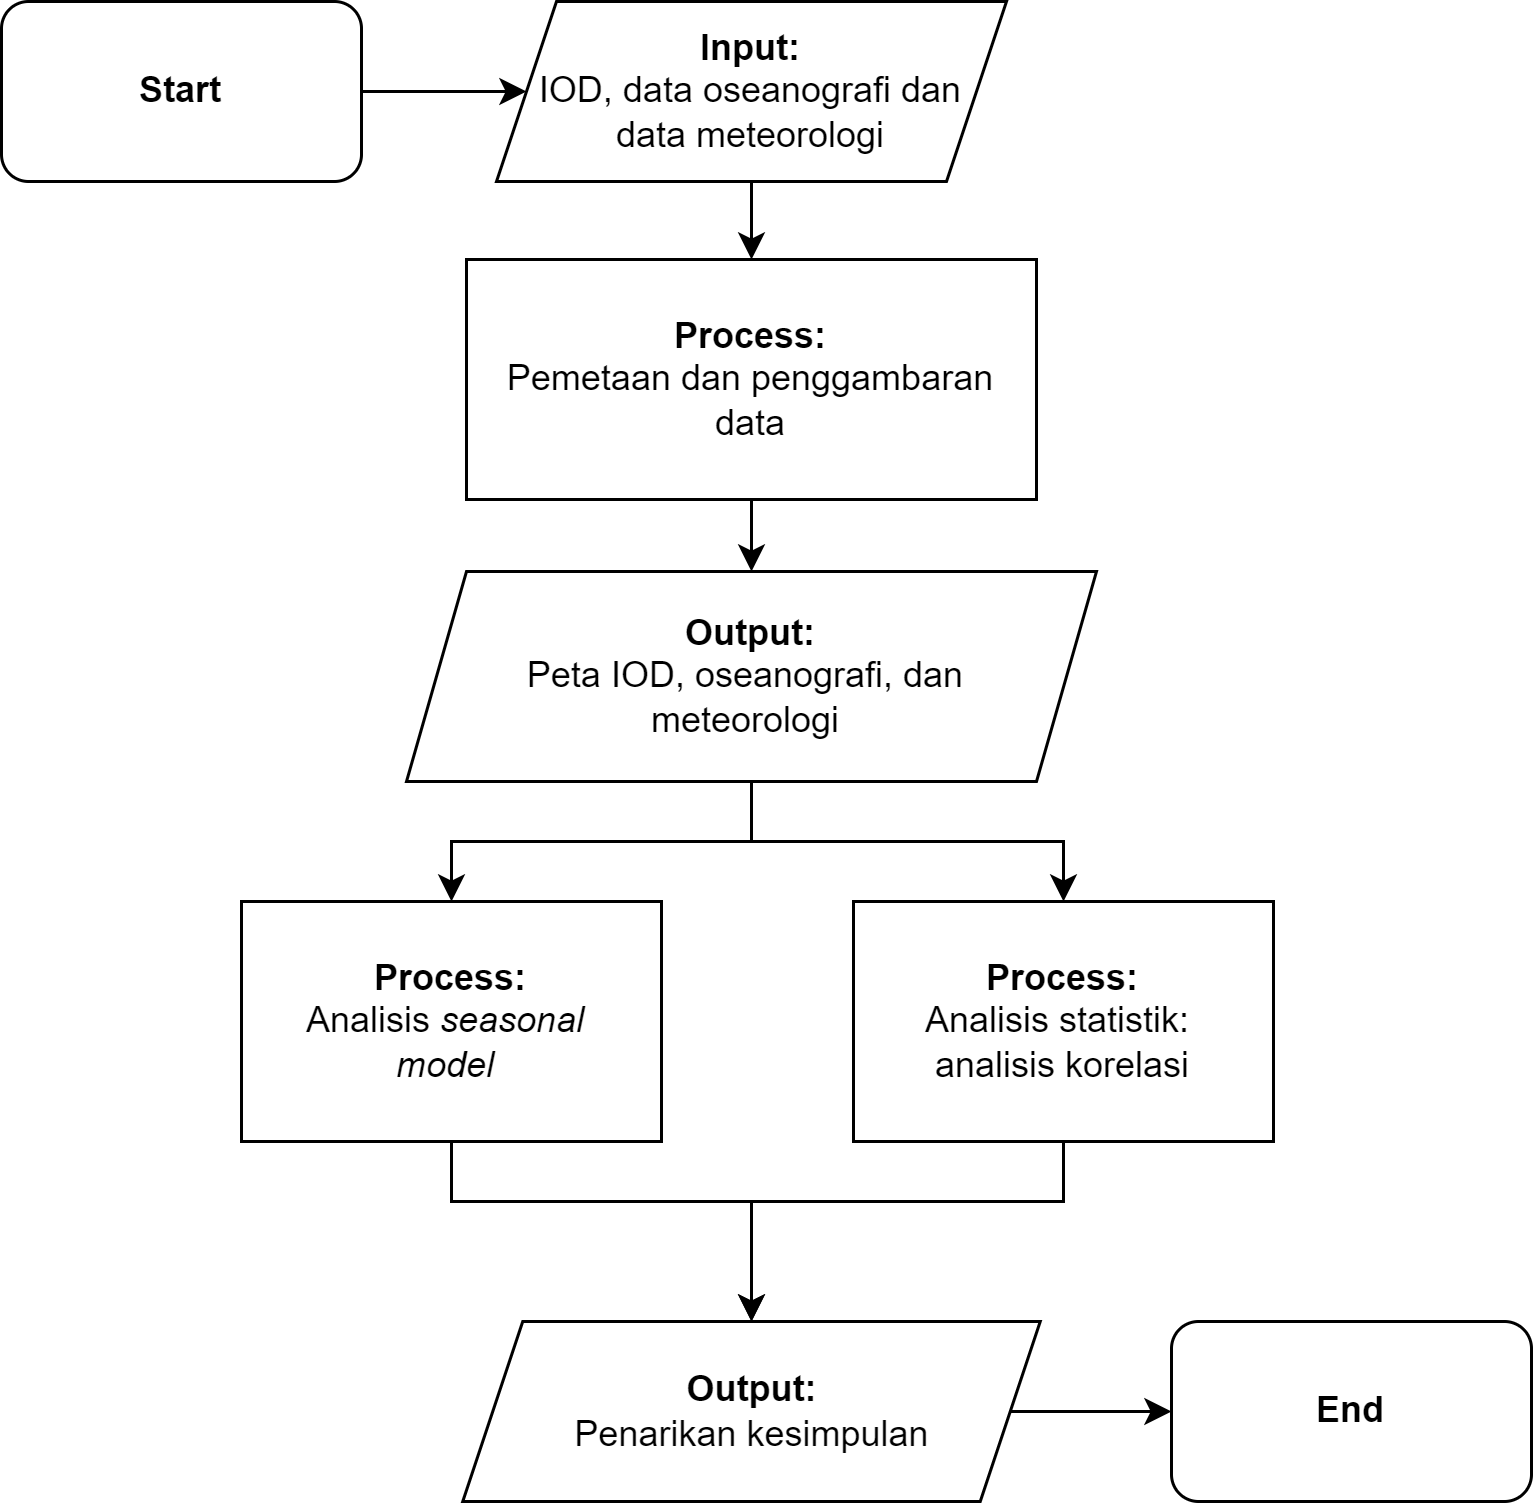 Start
Input:
IOD, data oseanografi dan
data meteorologi
Process:
Pemetaan dan penggambaran
data
Output:
Peta IOD, oseanografi, dan
meteorologi
Process:
Analisis seasonal
model
Process:
Analisis statistik:
analisis korelasi
Output:
Penarikan kesimpulan
End